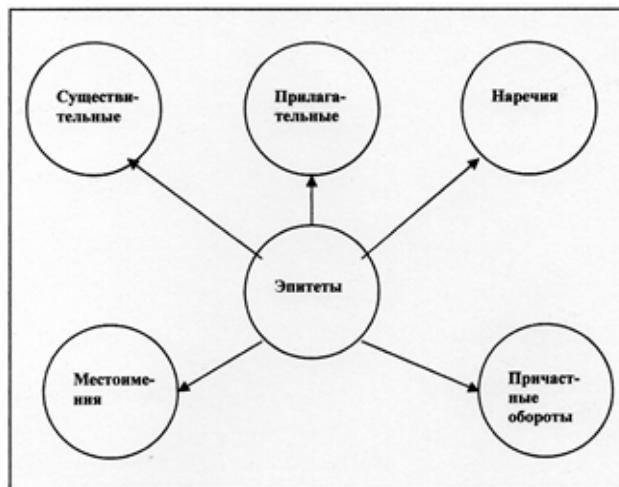 Существи-
тельные
Прилага-
тельные
Наречия
Эпитеты
Местоиме-
ния
Причаст-
ные
обороты